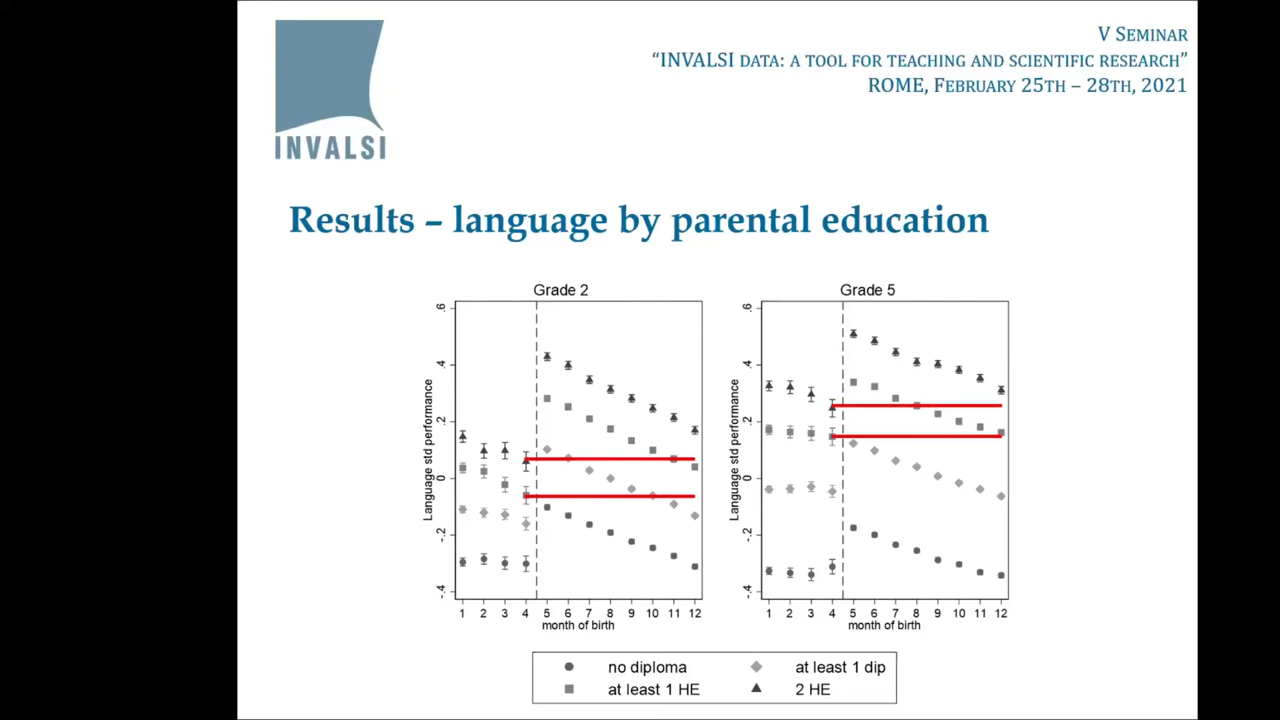 V SEMINAR
“INVALSI DATA: A TOOL FOR TEACHING AND SCIENTIFIC RESEARCH”
ROME, FEBRUARY 25TH – 28TH, 2021
INVALSI
Results – language by parental education
Grade 2
Language std performance
.6
.4
.2
0
-.2
-.4
1 2 3 4 5 6 7 8 9 10 11 12
month of birth
Grade 5
Language std performance
.6
.4
.2
0
-.2
-.4
1 2 3 4 5 6 7 8 9 10 11 12
month of birth
no diploma
at least 1 dip
at least 1 HE
2 HE